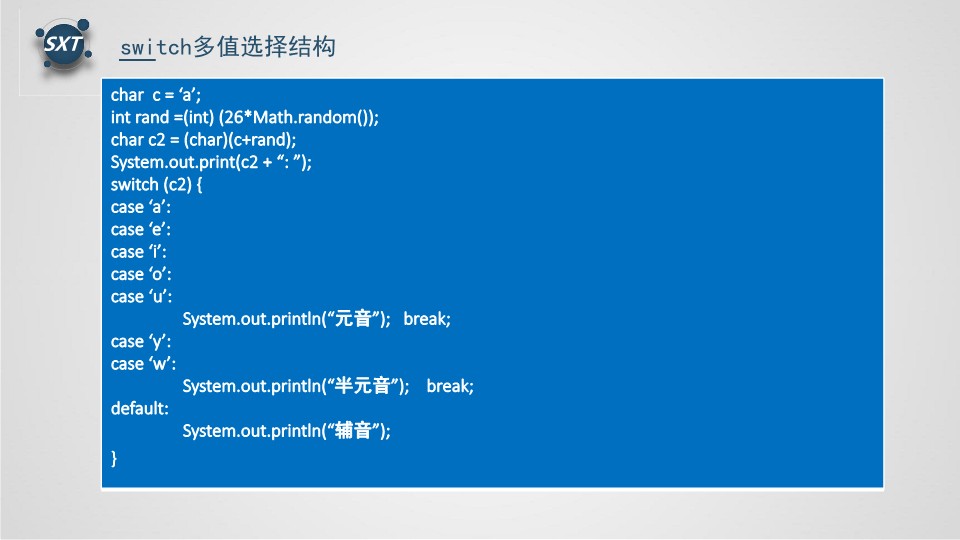 SXT
switch多值选择结构
char  c = ‘a’;
int rand =(int) (26*Math.random());
char c2 = (char)(c+rand);
System.out.print(c2 + “: ”);
switch (c2) {
case ‘a’:
case ‘e’:
case ‘i’:
case ‘o’:
case ‘u’:
System.out.println(“元音”);   break;
case ‘y’:
case ‘w’:
System.out.println(“半元音”);    break;
default:
System.out.println(“辅音”);
}